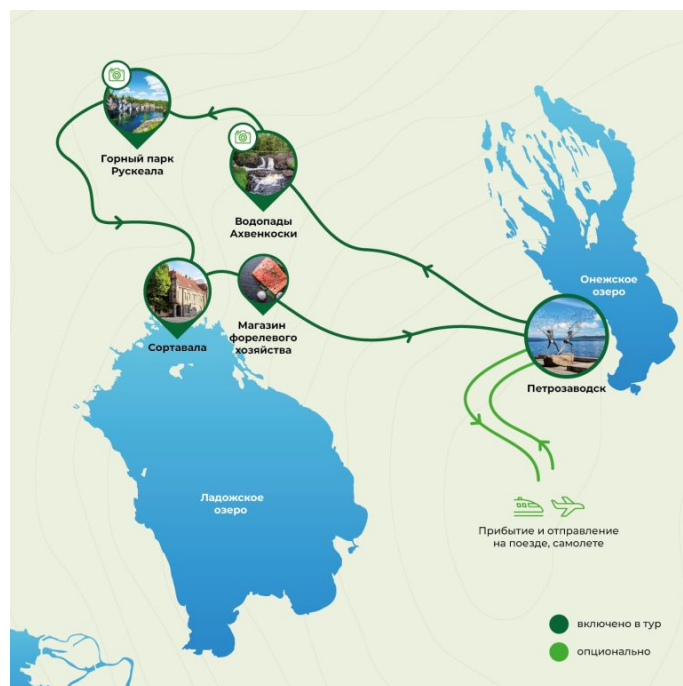 Горный парк
Рускеала
Водопады
Ахвенкоски
Онежское
озеро
Сортавала
Магазин
форелевого
хозяйства
Петрозаводск
Ладожское
озеро
Прибытие и отправление
на поезде, самолете
включено в тур
опционально